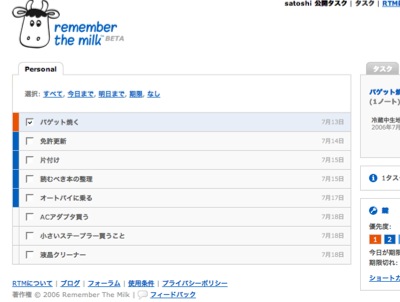 satoshi 公開タスク | タスク | RTM
remember
the milk™ BETA
Personal
選択: すべて, 今日まで, 明日まで, 期限, なし
バゲット焼く 7月13日
免許更新 7月14日
片付け 7月15日
読むべき本の整理 7月15日
オートバイに乗る 7月17日
ACアダプタ買う 7月18日
小さいステープラー買うこと 7月18日
液晶クリーナー 7月18日
タスク
バゲット焼
(1ノート)
冷蔵中生地
2006年7月
1タス
鍵
優先度:
1 2
今日が期限
期限切れ:
ショートカ
RTMについて | ブログ | フォーラム | 使用条件 | プライバシーポリシー
著作権 © 2006 Remember The Milk | フィードバック